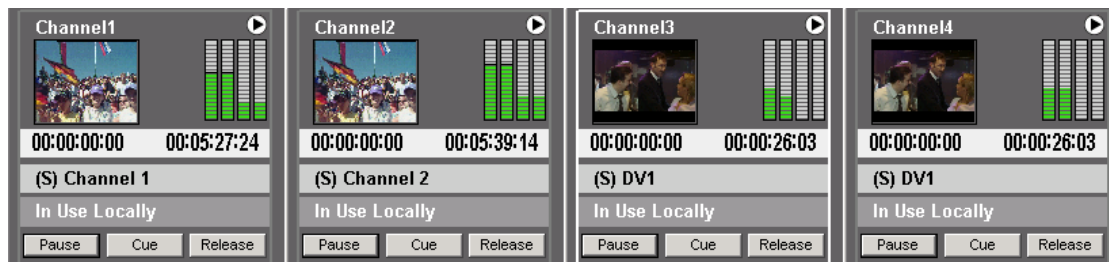 Channel1
00:00:00:00 00:05:27:24
(S) Channel 1
In Use Locally
Pause Cue Release
Channel2
00:00:00:00 00:05:39:14
(S) Channel 2
In Use Locally
Pause Cue Release
Channel3
00:00:00:00 00:00:26:03
(S) DV1
In Use Locally
Pause Cue Release
Channel4
00:00:00:00 00:00:26:03
(S) DV1
In Use Locally
Pause Cue Release